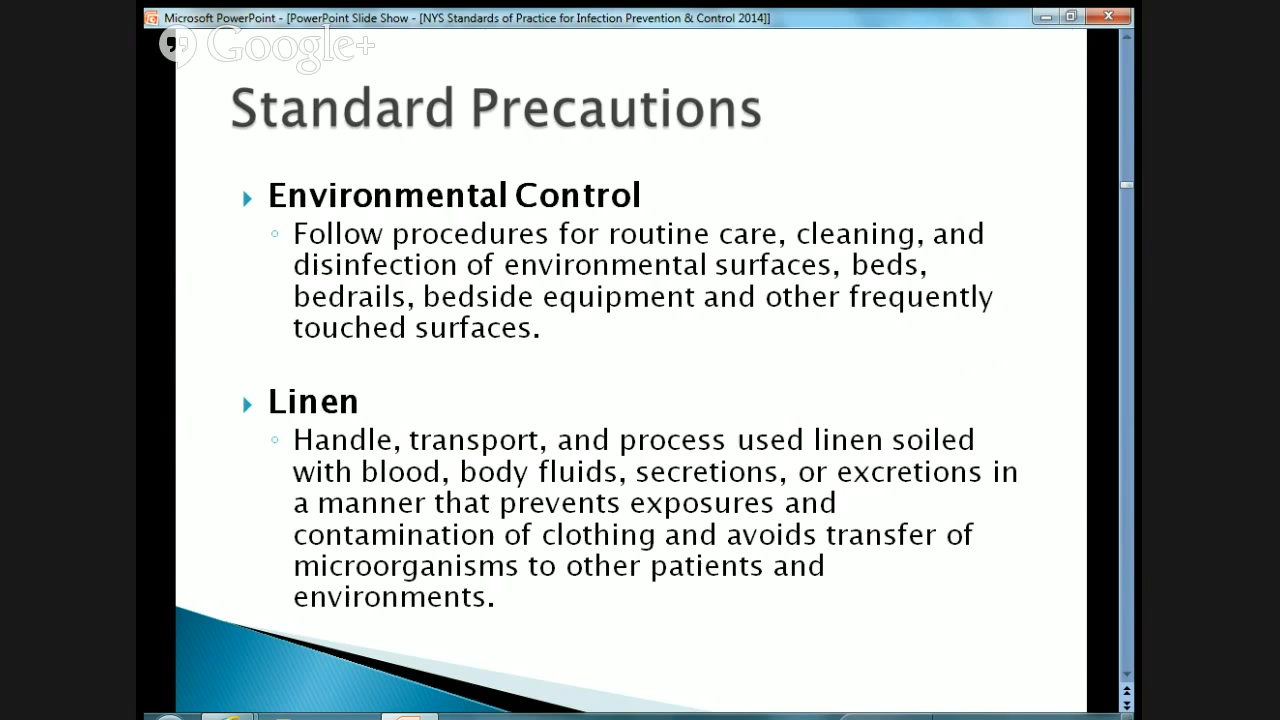 Microsoft PowerPoint - [PowerPoint Slide Show - [NYS Standards of Practice for Infection Prevention & Control 2014]]
Google+
Standard Precautions
Environmental Control
Follow procedures for routine care, cleaning, and
disinfection of environmental surfaces, beds,
bedrails, bedside equipment and other frequently
touched surfaces.
Linen
Handle, transport, and process used linen soiled
with blood, body fluids, secretions, or excretions in
a manner that prevents exposures and
contamination of clothing and avoids transfer of
microorganisms to other patients and
environments.